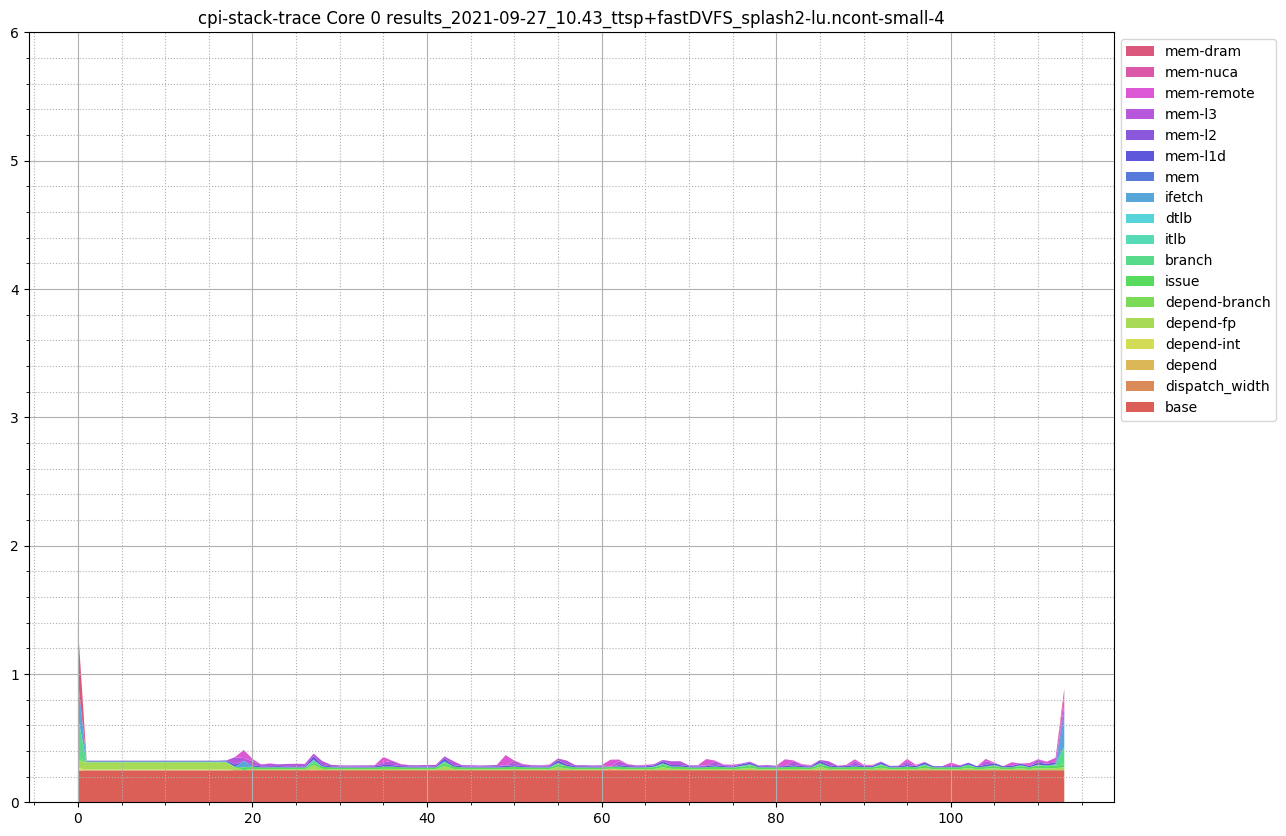 cpi-stack-trace Core 0 results_2021-09-27_10.43_ttsp+fastDVFS_splash2-lu.ncont-small-4
6
5
4
3
2
1
0
0 20 40 60 80 100
mem-dram
mem-nuca
mem-remote
mem-l3
mem-l2
mem-l1d
mem
ifetch
dtlb
itlb
branch
issue
depend-branch
depend-fp
depend-int
depend
dispatch_width
base